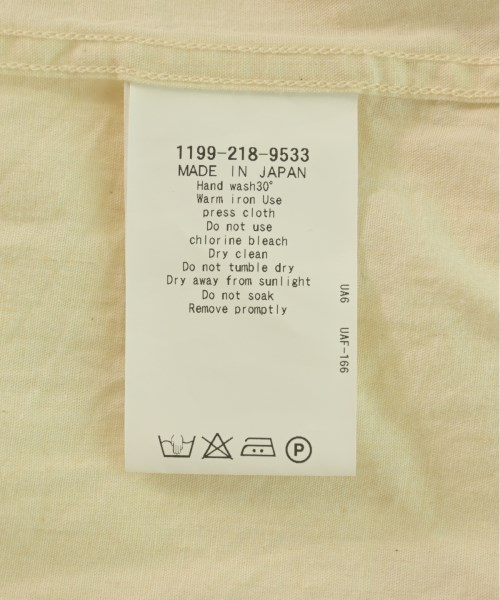 1199-218-9533
MADE IN JAPAN
Hand wash30°
Warm iron Use
press cloth
Do not use
chlorine bleach
Dry clean
Do not tumble dry
Dry away from sunlight
Do not soak
Remove promptly
UA6 UAF-166
P